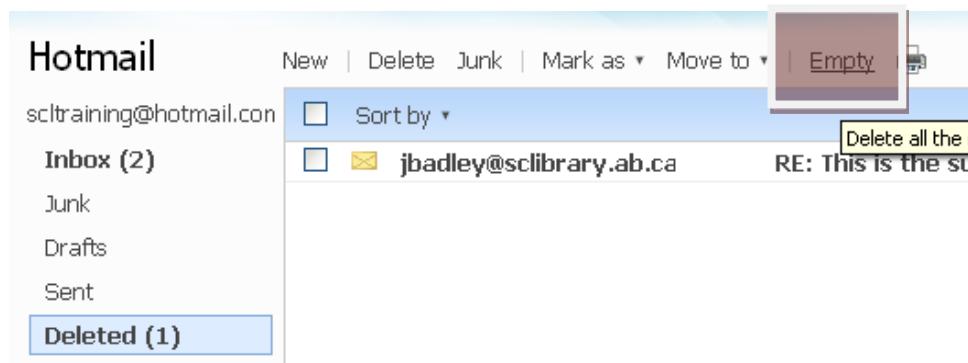 Hotmail
New | Delete Junk | Mark as ▾ Move to ▾ | Empty
scltraining@hotmail.con
Sort by ▾
Delete all the
Inbox (2)
jbadley@sclibrary.ab.ca RE: This is the su
Junk
Drafts
Sent
Deleted (1)